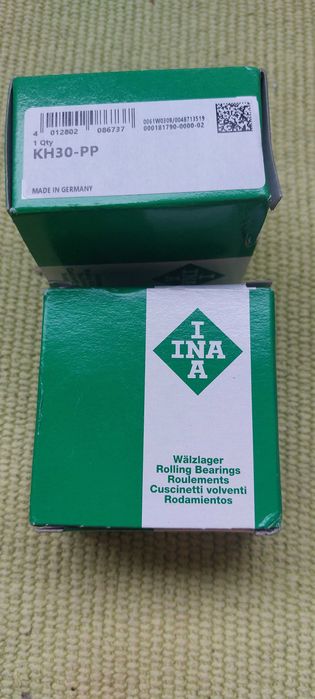 4 012802 086737
0061W0308/0048713519
000181790-0000-02
1 Qty
KH30-PP
MADE IN GERMANY
I
INA
A
Wälzlager
Rolling Bearings
Roulements
Cuscinetti volventi
Rodamientos